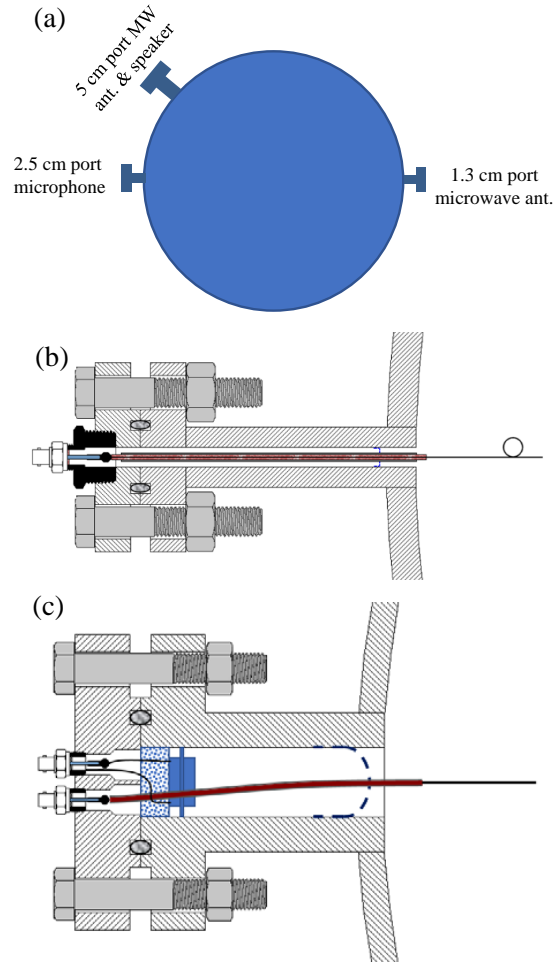 (a)
5 cm port MW
ant. & speaker
2.5 cm port
microphone
1.3 cm port
microwave ant.
(b)
(c)